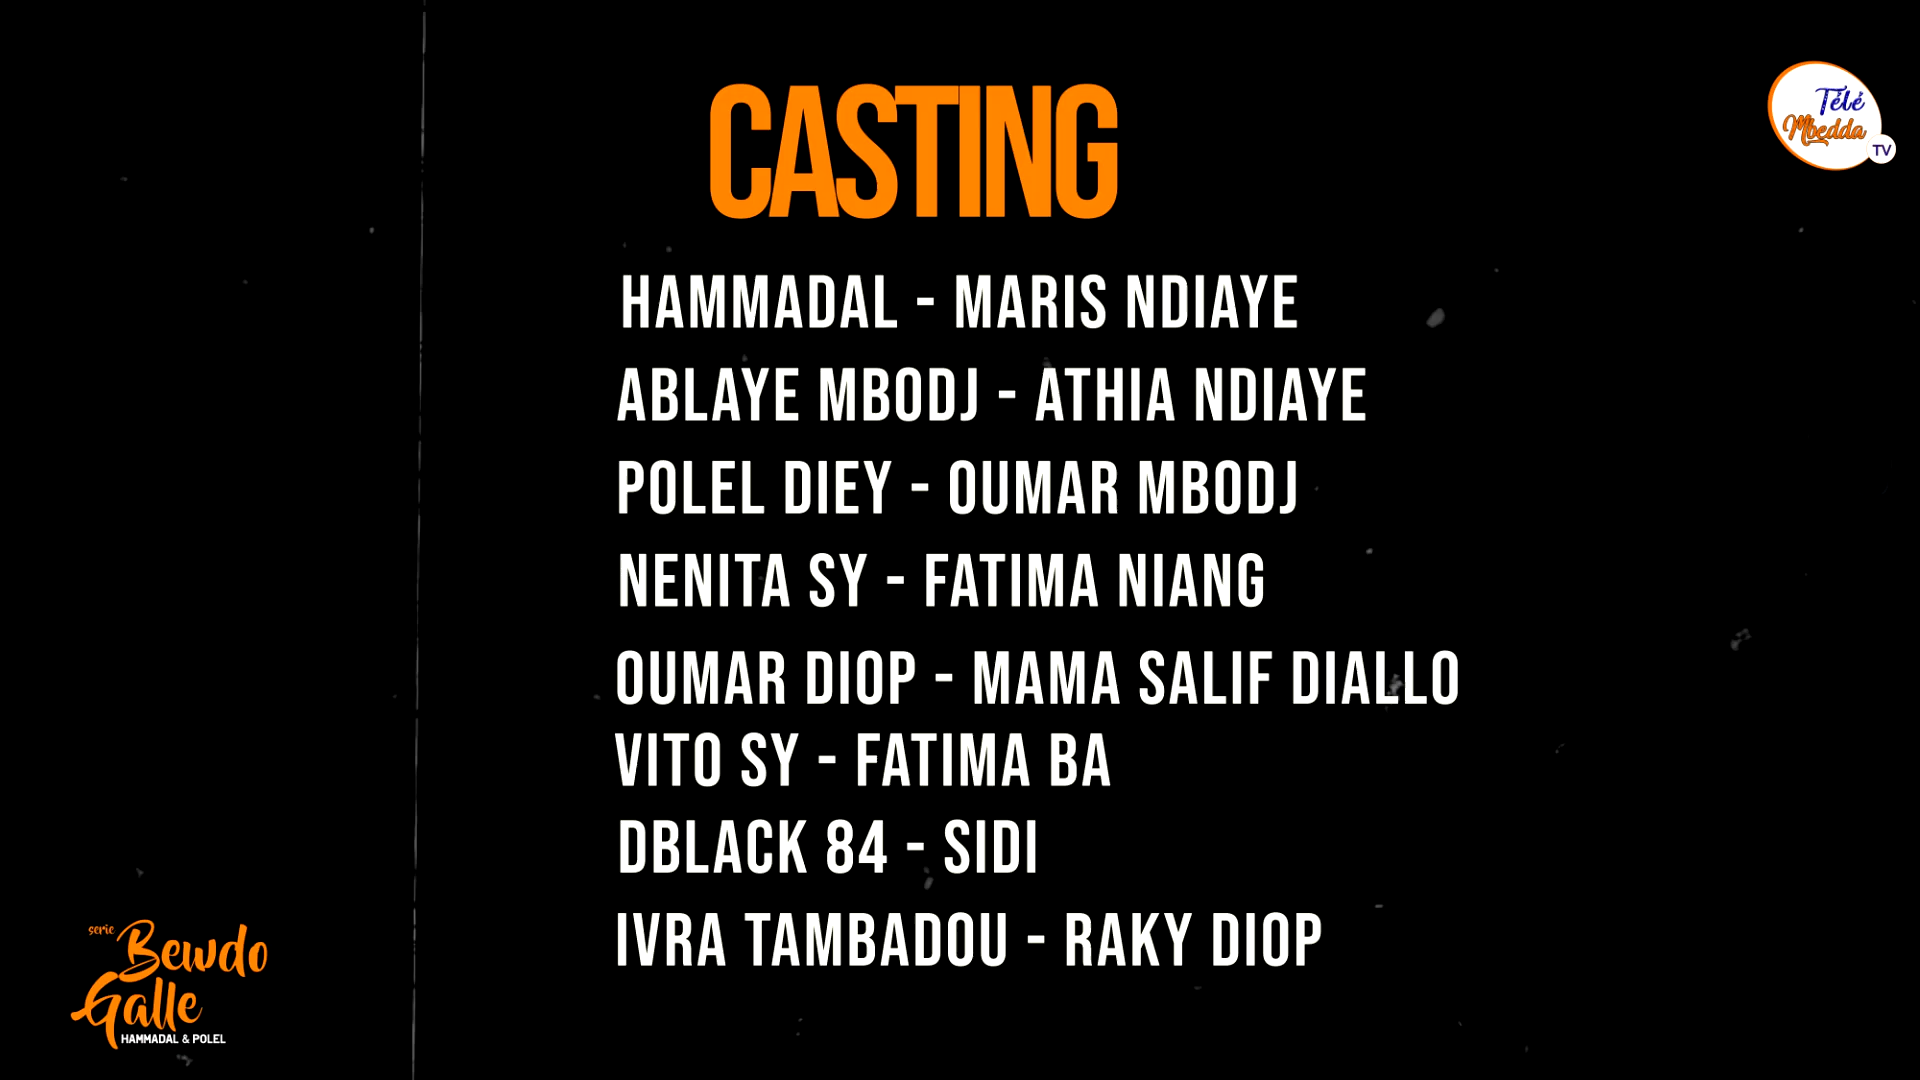 CASTING
Télé
Mbedda
TV
HAMMADAL - MARIS NDIAYE
ABLAYE MBODJ - ATHIA NDIAYE
POLEL DIEY - OUMAR MBODJ
NENITA SY - FATIMA NIANG
OUMAR DIOP - MAMA SALIF DIALLO
VITO SY - FATIMA BA
DBLACK 84 - SIDI
IVRA TAMBADOU - RAKY DIOP
serie
Bewdo
Galle
HAMMADAL & POLEL